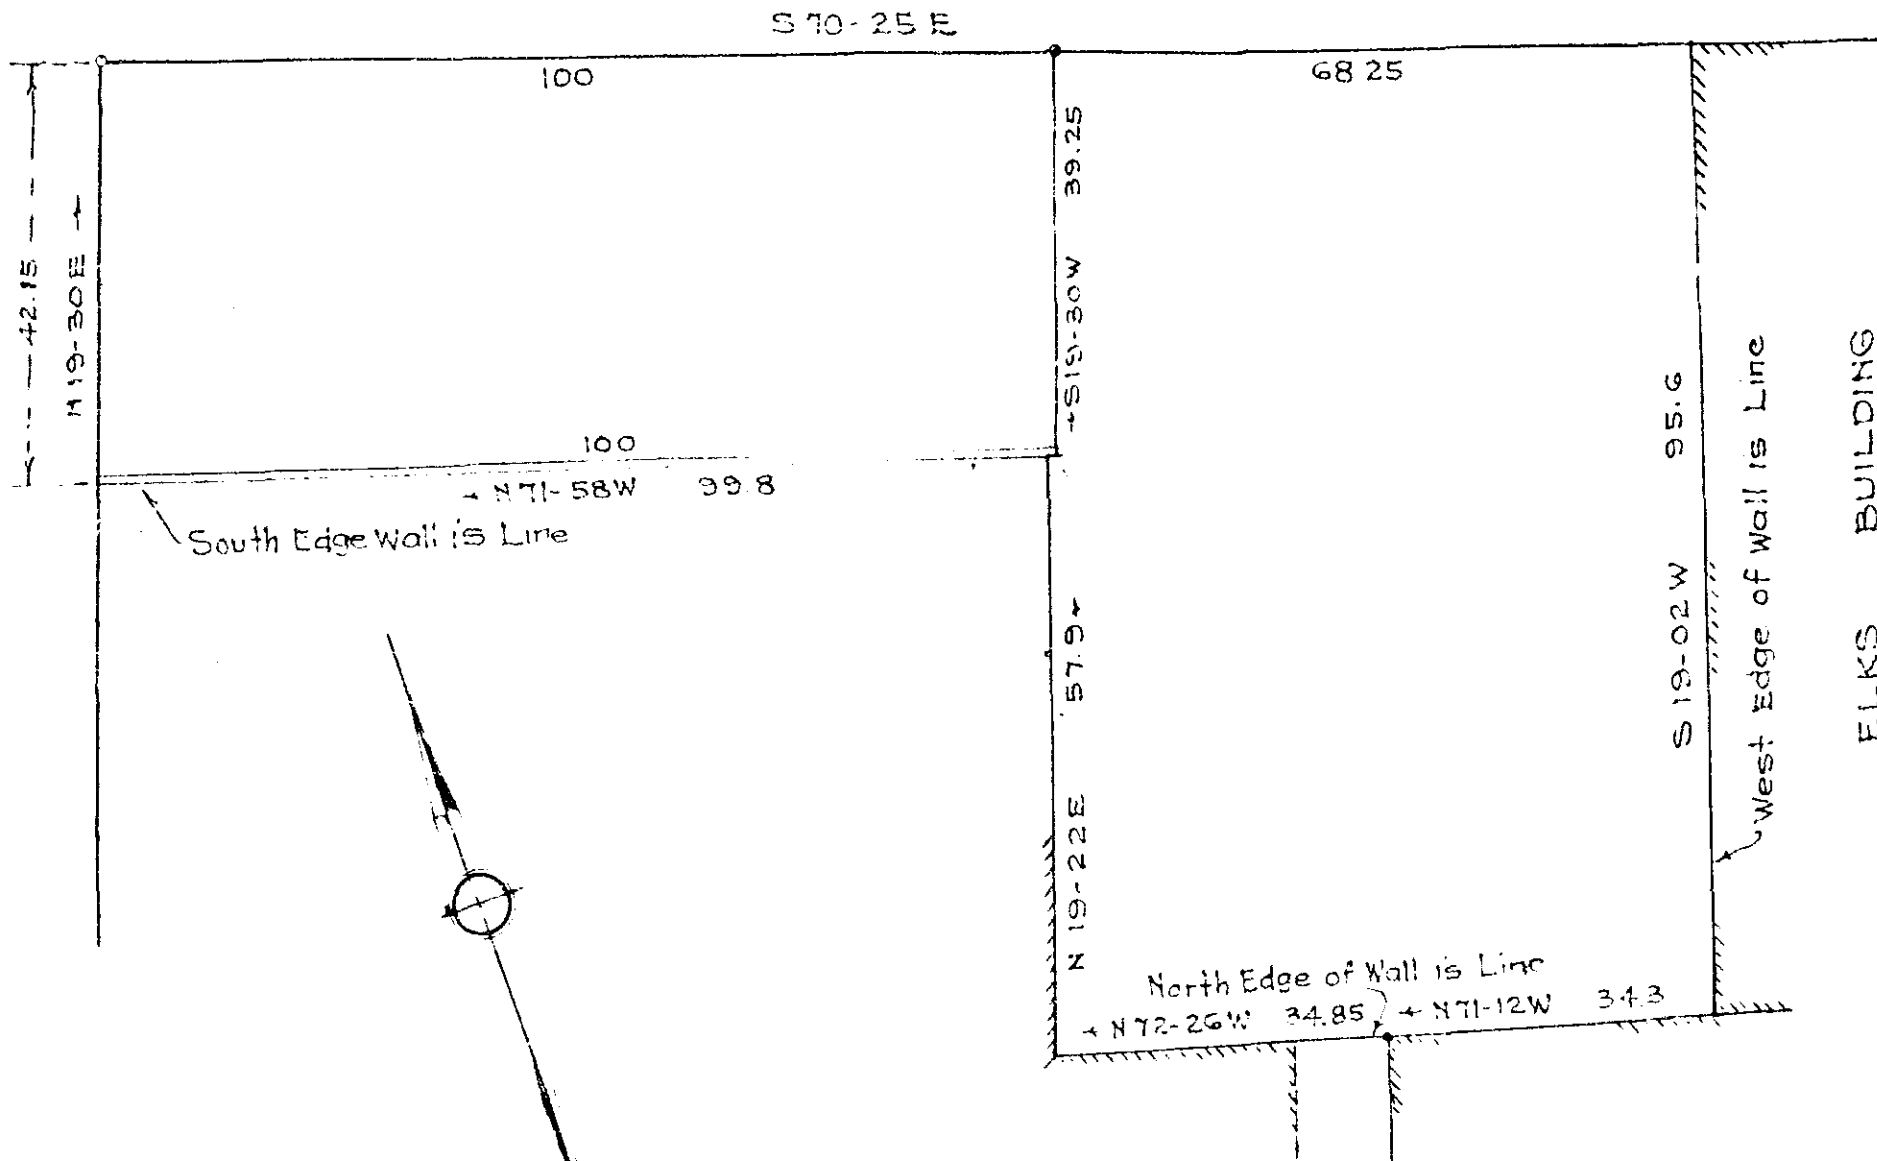 S 70-25 E
100
68 25
42.15
N 19-30 E
39.25
S 19-30 W
100
N 71-58 W 99.8
South Edge Wall is Line
95.6
S 19-02 W
West Edge of Wall is Line
ELKS BUILDING
57.9
N 19-22 E
North Edge of Wall is Line
N 72-26 W 34.85
N 71-12 W 34.3